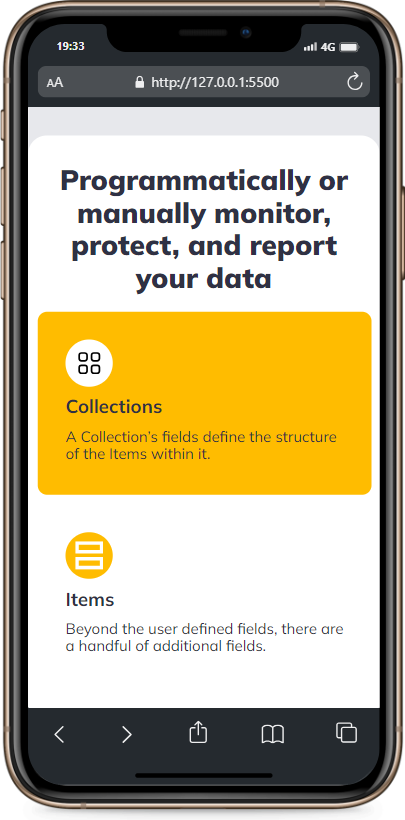 19:33
4G
AA
http://127.0.0.1:5500
Programmatically or
manually monitor,
protect, and report
your data
Collections
A Collection's fields define the structure
of the Items within it.
Items
Beyond the user defined fields, there are
a handful of additional fields.